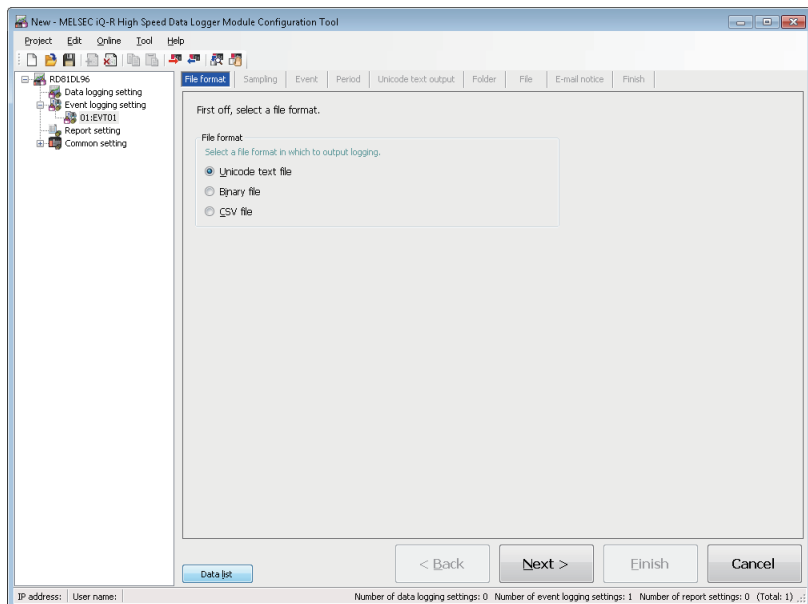 New - MELSEC iQ-R High Speed Data Logger Module Configuration Tool
Project Edit Online Tool Help
RD81DL96
Data logging setting
Event logging setting
01:EVT01
Report setting
Common setting
File format Sampling Event Period Unicode text output Folder File E-mail notice Finish
First off, select a file format.
File format
Select a file format in which to output logging.
Unicode text file
Binary file
CSV file
Data list
< Back Next > Finish Cancel
IP address: User name: Number of data logging settings: 0 Number of event logging settings: 1 Number of report settings: 0 (Total: 1)